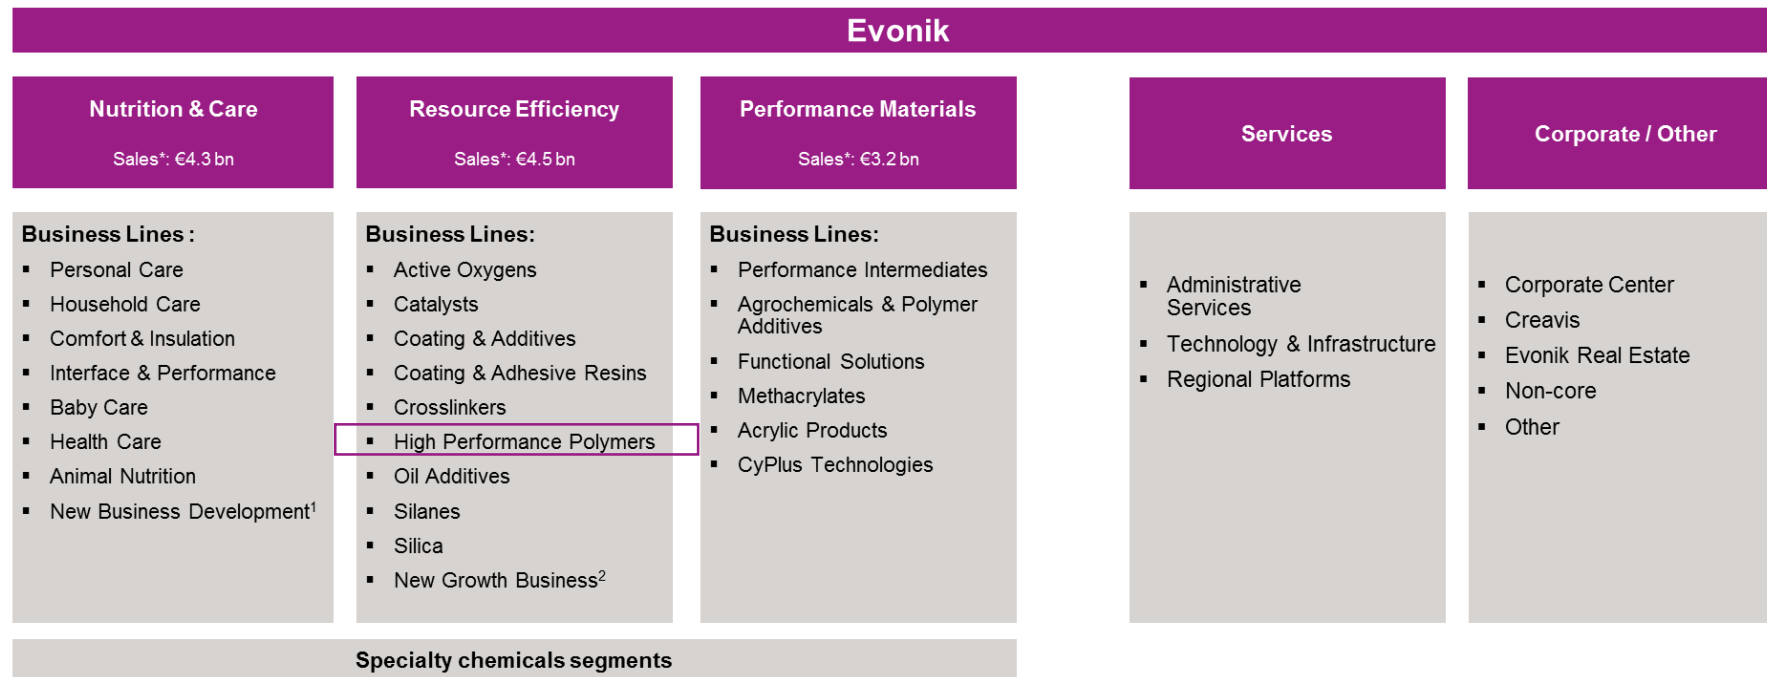 Evonik
Nutrition & Care
Sales*: €4.3 bn
Resource Efficiency
Sales*: €4.5 bn
Performance Materials
Sales*: €3.2 bn
Services
Corporate / Other
Business Lines :
▪ Personal Care
▪ Household Care
▪ Comfort & Insulation
▪ Interface & Performance
▪ Baby Care
▪ Health Care
▪ Animal Nutrition
▪ New Business Development¹
Business Lines:
▪ Active Oxygens
▪ Catalysts
▪ Coating & Additives
▪ Coating & Adhesive Resins
▪ Crosslinkers
▪ High Performance Polymers
▪ Oil Additives
▪ Silanes
▪ Silica
▪ New Growth Business²
Business Lines:
▪ Performance Intermediates
▪ Agrochemicals & Polymer
Additives
▪ Functional Solutions
▪ Methacrylates
▪ Acrylic Products
▪ CyPlus Technologies
▪ Administrative
Services
▪ Technology & Infrastructure
▪ Regional Platforms
▪ Corporate Center
▪ Creavis
▪ Evonik Real Estate
▪ Non-core
▪ Other
Specialty chemicals segments